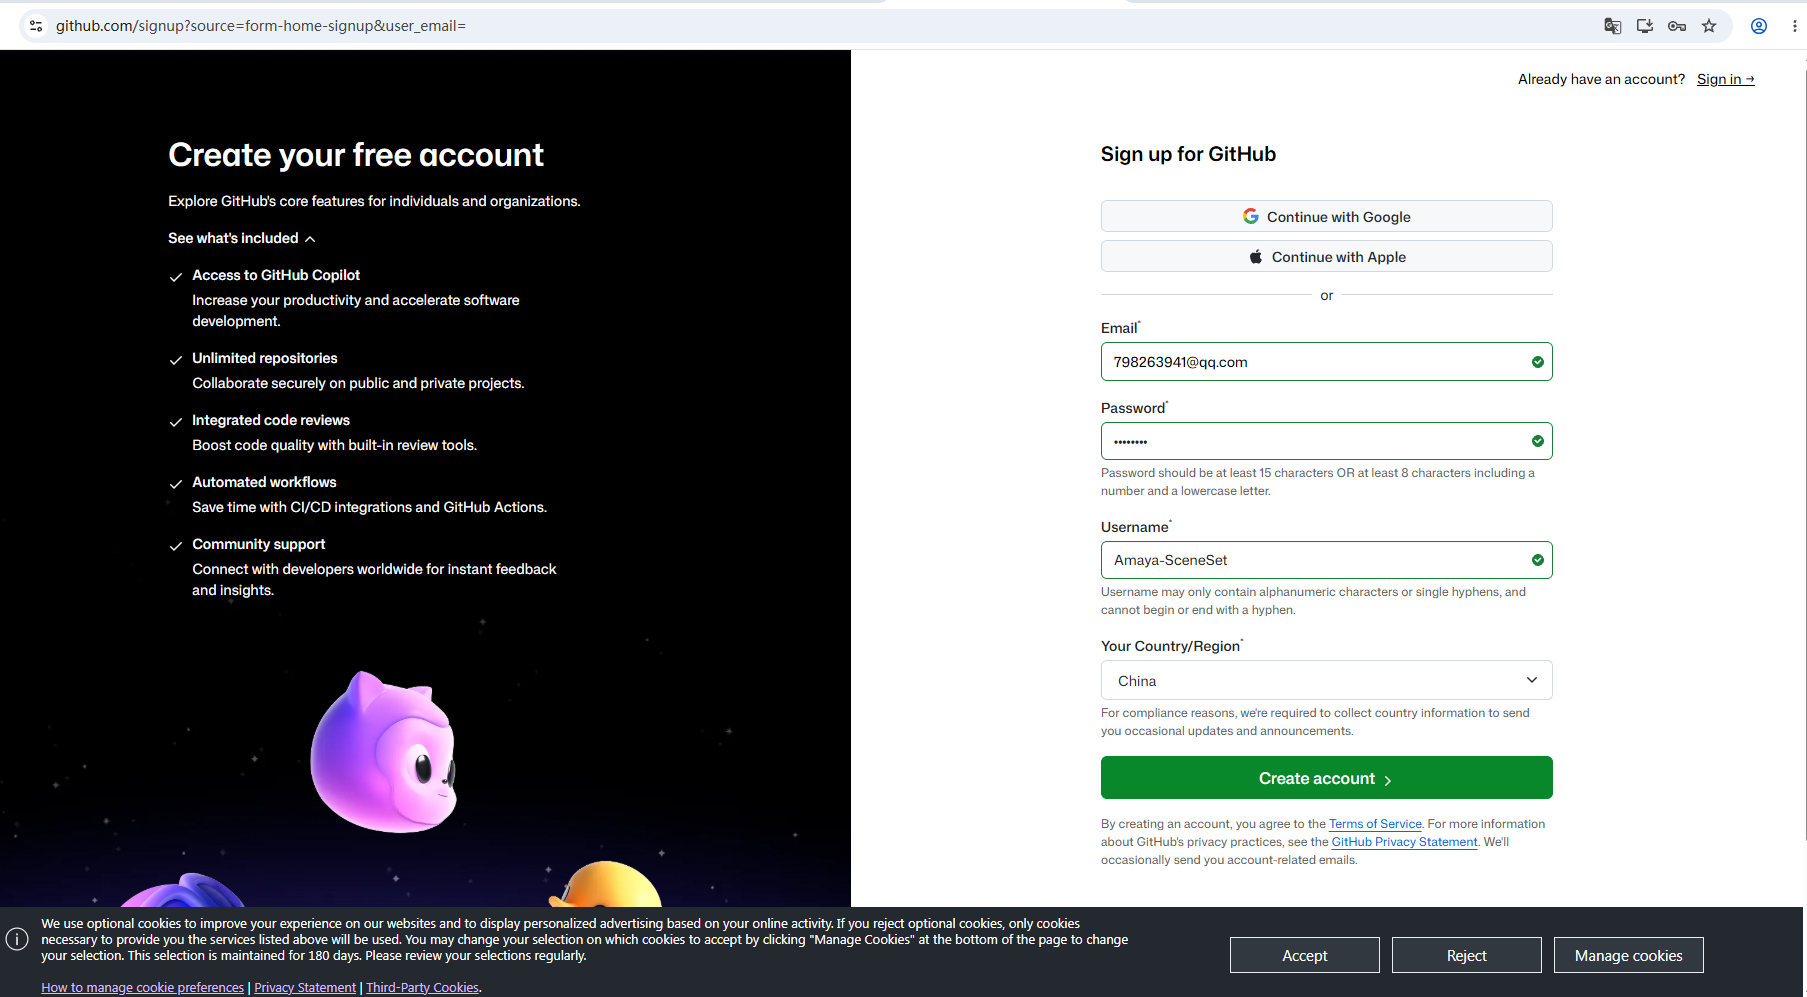 github.com/signup?source=form-home-signup&user_email=
Already have an account? Sign in →
Create your free account
Explore GitHub's core features for individuals and organizations.
See what's included
Access to GitHub Copilot
Increase your productivity and accelerate software
development.
Unlimited repositories
Collaborate securely on public and private projects.
Integrated code reviews
Boost code quality with built-in review tools.
Automated workflows
Save time with CI/CD integrations and GitHub Actions.
Community support
Connect with developers worldwide for instant feedback
and insights.
Sign up for GitHub
Continue with Google
Continue with Apple
or
Email*
798263941@qq.com
Password*
••••••••
Password should be at least 15 characters OR at least 8 characters including a
number and a lowercase letter.
Username*
Amaya-SceneSet
Username may only contain alphanumeric characters or single hyphens, and
cannot begin or end with a hyphen.
Your Country/Region*
China
For compliance reasons, we're required to collect country information to send
you occasional updates and announcements.
Create account
By creating an account, you agree to the Terms of Service. For more information
about GitHub's privacy practices, see the GitHub Privacy Statement. We'll
occasionally send you account-related emails.
We use optional cookies to improve your experience on our websites and to display personalized advertising based on your online activity. If you reject optional cookies, only cookies
necessary to provide you the services listed above will be used. You may change your selection on which cookies to accept by clicking "Manage Cookies" at the bottom of the page to change
your selection. This selection is maintained for 180 days. Please review your selections regularly.
How to manage cookie preferences | Privacy Statement | Third-Party Cookies.
Accept
Reject
Manage cookies